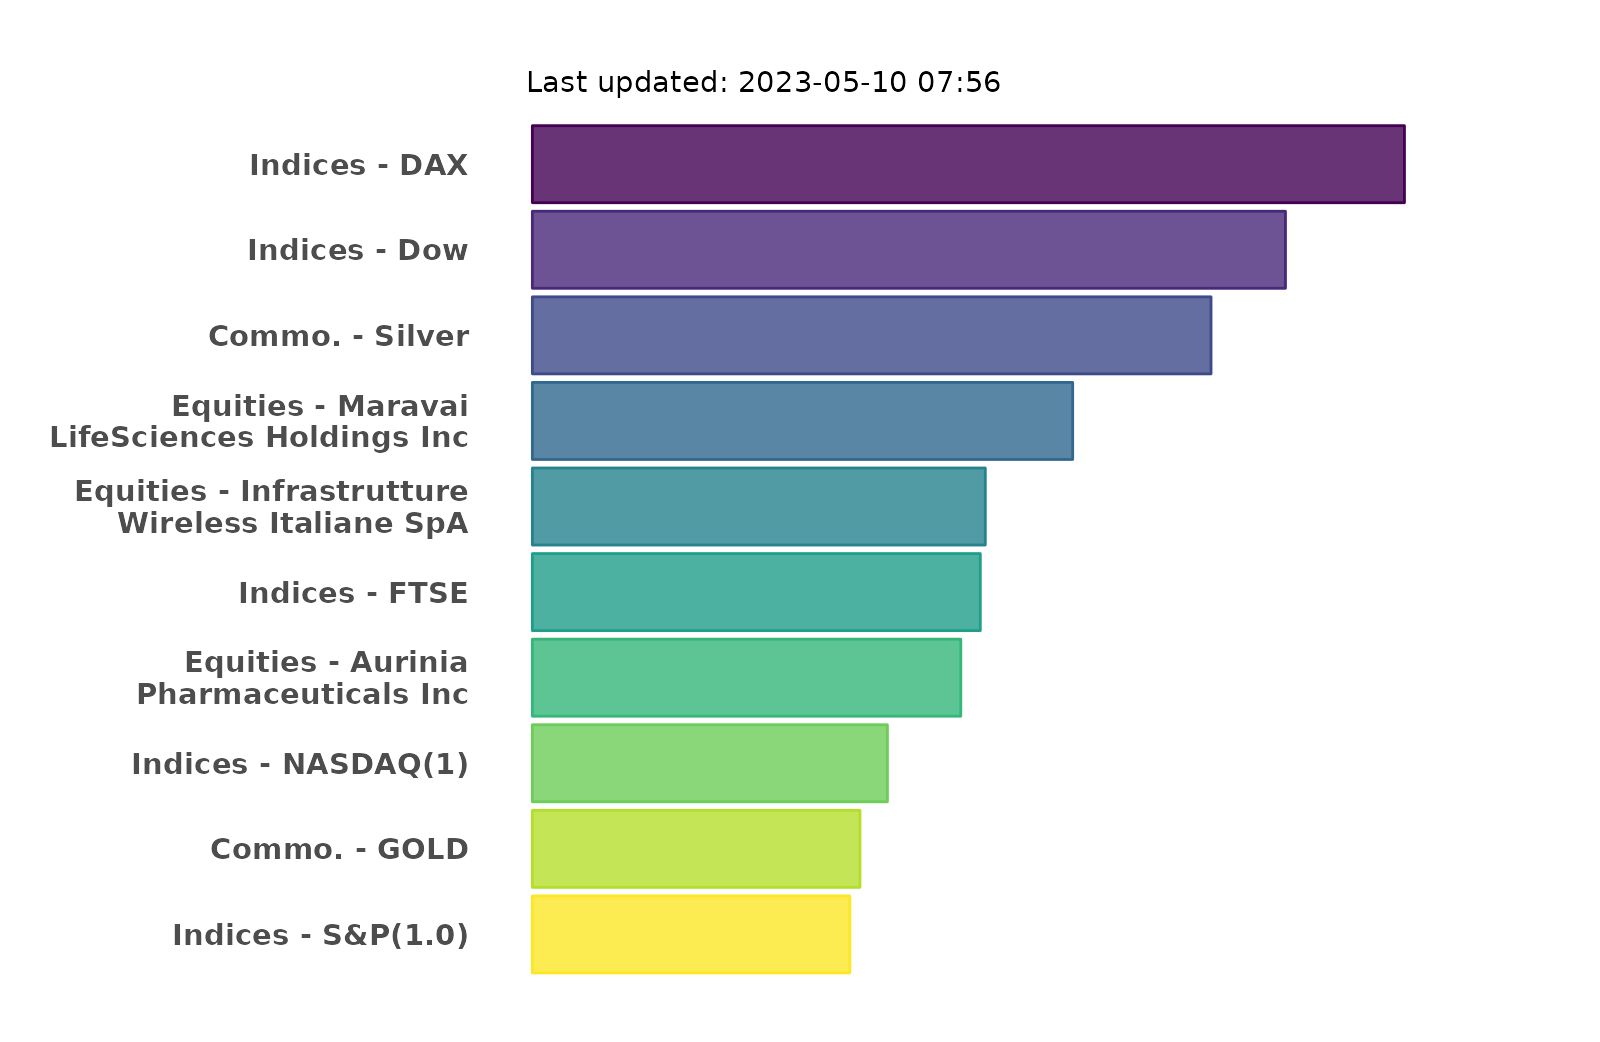 Last updated: 2023-05-10 07:56
Indices - DAX
Indices - Dow
Commo. - Silver
Equities - Maravai
LifeSciences Holdings Inc
Equities - Infrastrutture
Wireless Italiane SpA
Indices - FTSE
Equities - Aurinia
Pharmaceuticals Inc
Indices - NASDAQ(1)
Commo. - GOLD
Indices - S&P(1.0)